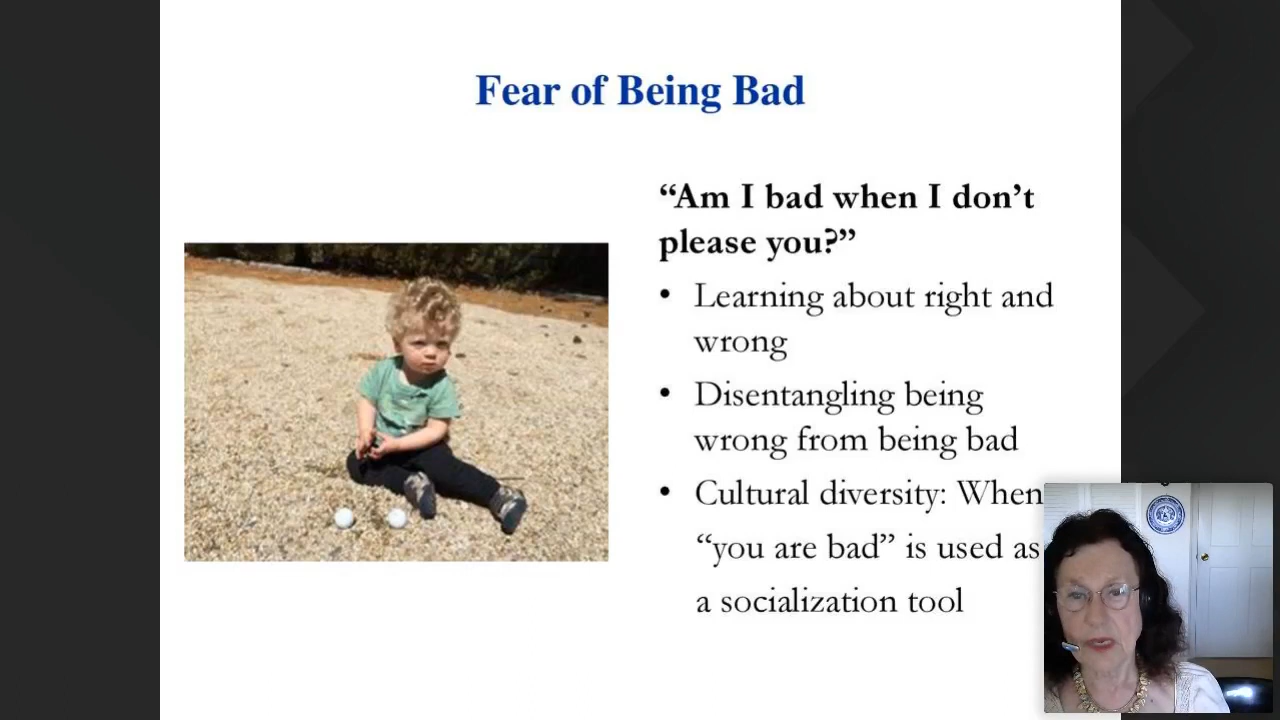 Fear of Being Bad
“Am I bad when I don’t
please you?”
• Learning about right and
wrong
• Disentangling being
wrong from being bad
• Cultural diversity: When
“you are bad” is used as
a socialization tool